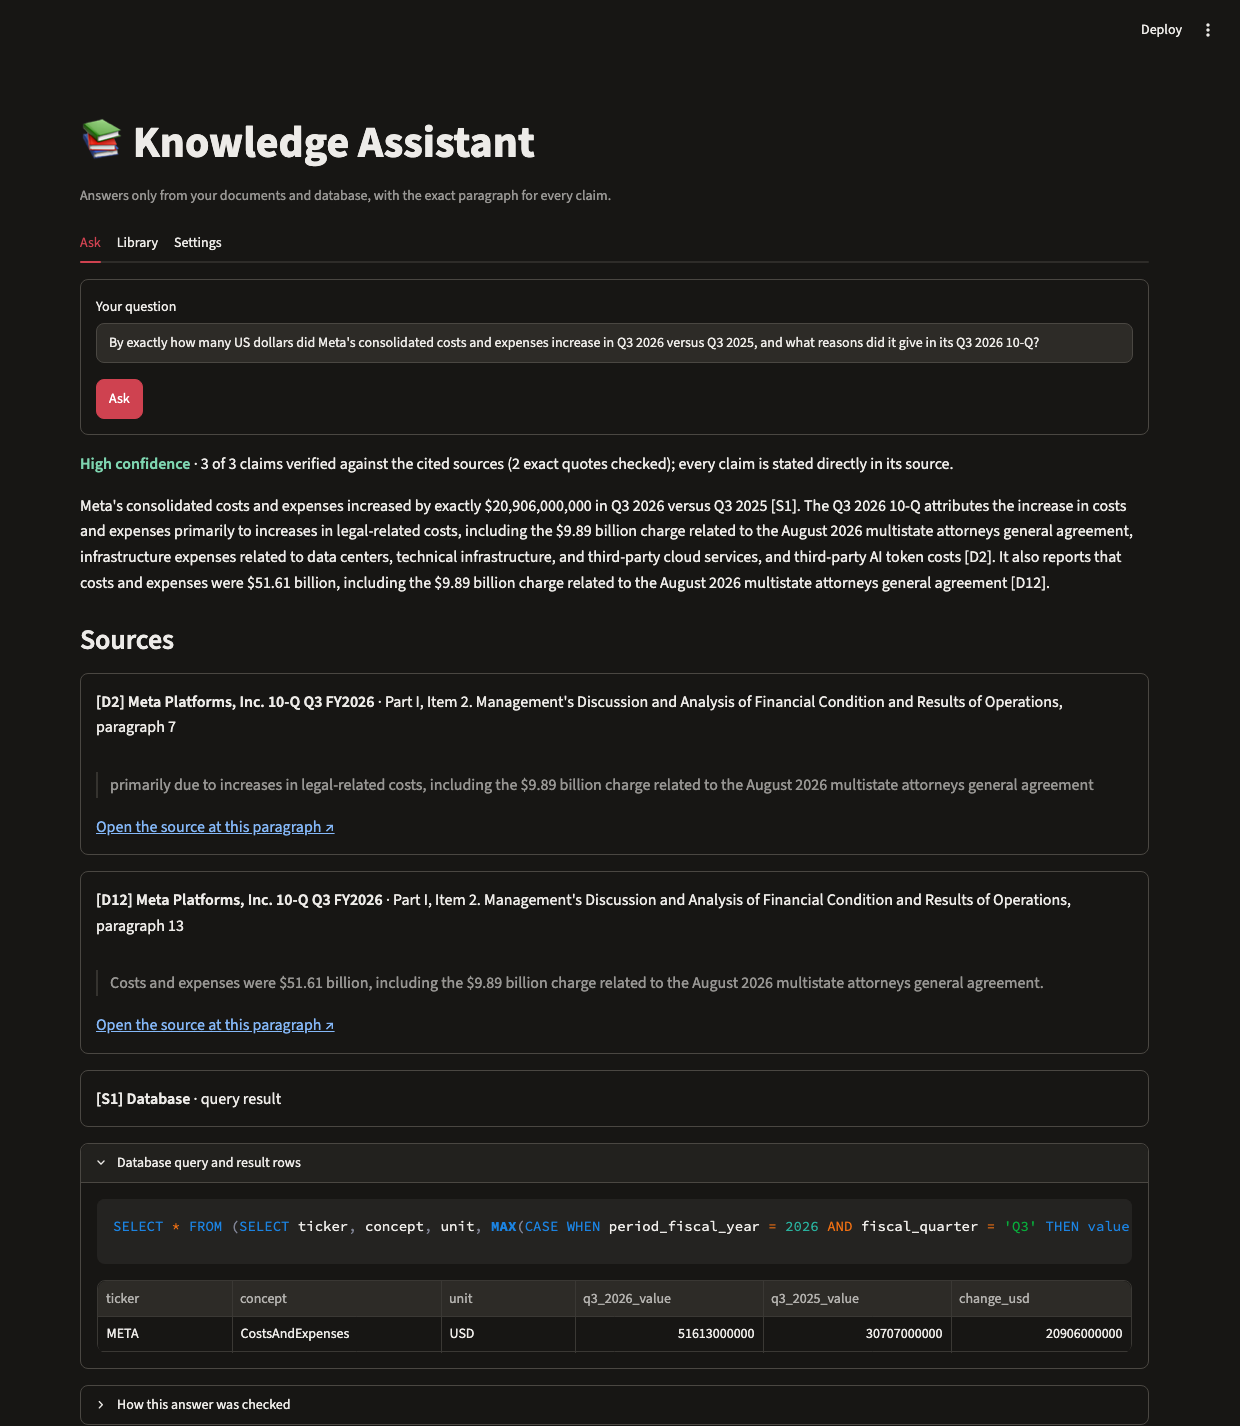 Deploy
Knowledge Assistant
Answers only from your documents and database, with the exact paragraph for every claim.
Ask Library Settings
Your question
By exactly how many US dollars did Meta's consolidated costs and expenses increase in Q3 2026 versus Q3 2025, and what reasons did it give in its Q3 2026 10-Q?
Ask
High confidence · 3 of 3 claims verified against the cited sources (2 exact quotes checked); every claim is stated directly in its source.
Meta's consolidated costs and expenses increased by exactly $20,906,000,000 in Q3 2026 versus Q3 2025 [S1]. The Q3 2026 10-Q attributes the increase in costs
and expenses primarily to increases in legal-related costs, including the $9.89 billion charge related to the August 2026 multistate attorneys general agreement,
infrastructure expenses related to data centers, technical infrastructure, and third-party cloud services, and third-party AI token costs [D2]. It also reports that
costs and expenses were $51.61 billion, including the $9.89 billion charge related to the August 2026 multistate attorneys general agreement [D12].
Sources
[D2] Meta Platforms, Inc. 10-Q Q3 FY2026 · Part I, Item 2. Management's Discussion and Analysis of Financial Condition and Results of Operations,
paragraph 7
primarily due to increases in legal-related costs, including the $9.89 billion charge related to the August 2026 multistate attorneys general agreement
Open the source at this paragraph ↗
[D12] Meta Platforms, Inc. 10-Q Q3 FY2026 · Part I, Item 2. Management's Discussion and Analysis of Financial Condition and Results of Operations,
paragraph 13
Costs and expenses were $51.61 billion, including the $9.89 billion charge related to the August 2026 multistate attorneys general agreement.
Open the source at this paragraph ↗
[S1] Database · query result
Database query and result rows
SELECT * FROM (SELECT ticker, concept, unit, MAX(CASE WHEN period_fiscal_year = 2026 AND fiscal_quarter = 'Q3' THEN value
ticker concept unit q3_2026_value q3_2025_value change_usd
META CostsAndExpenses USD 51613000000 30707000000 20906000000
How this answer was checked